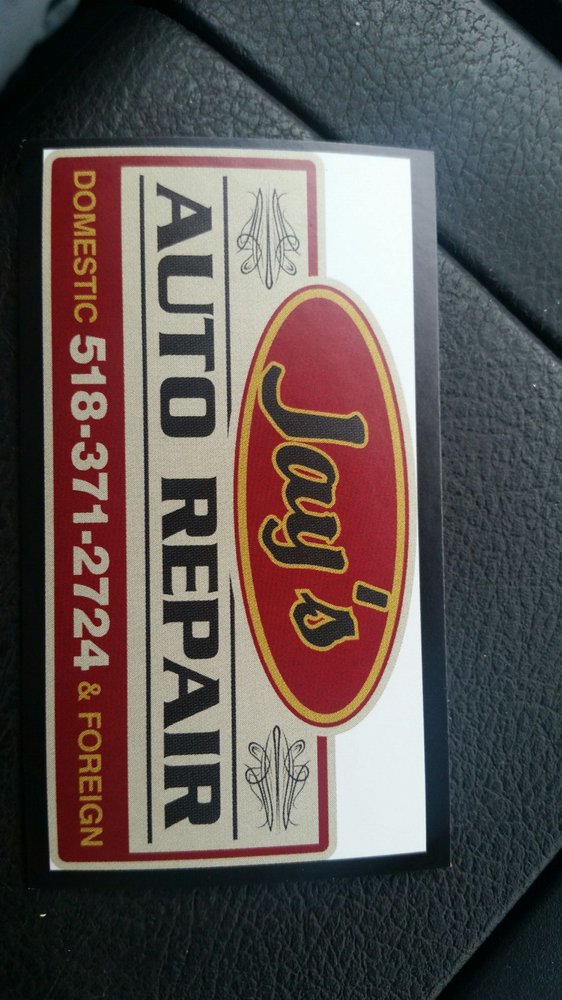 Jay's
AUTO REPAIR
DOMESTIC 518-371-2724 & FOREIGN